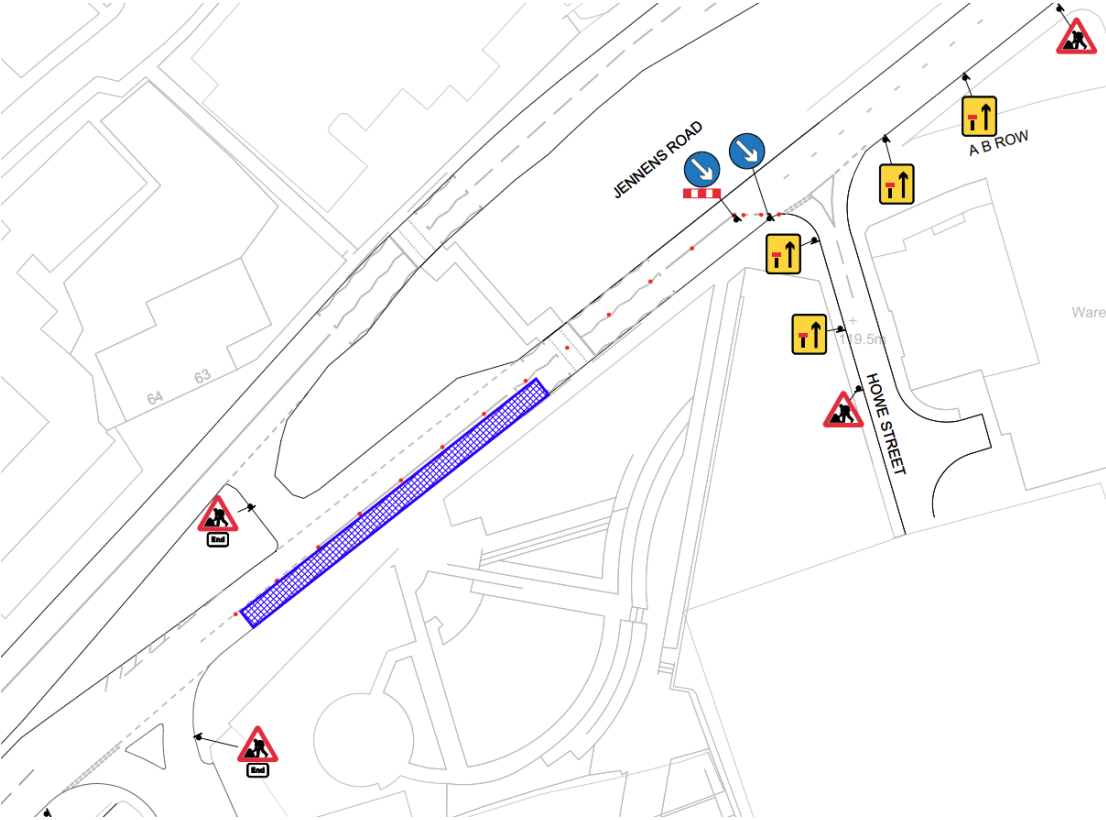 JENNENS ROAD
A B ROW
Ware
119.5m
HOWE STREET
63
64
End
End